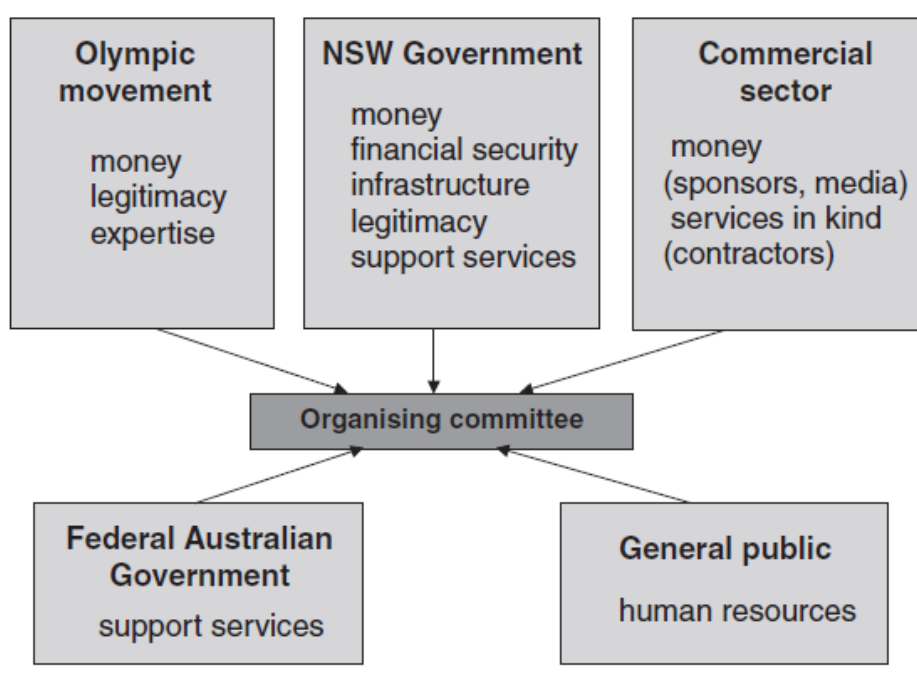 Olympic
movement
money
legitimacy
expertise
NSW Government
money
financial security
infrastructure
legitimacy
support services
Commercial
sector
money
(sponsors, media)
services in kind
(contractors)
Organising committee
Federal Australian
Government
support services
General public
human resources